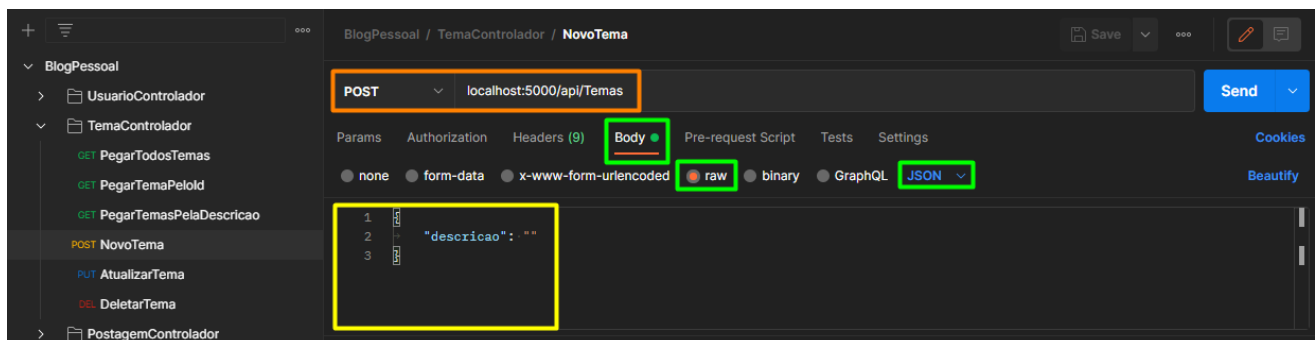 BlogPessoal / TemaControlador / NovoTema
Save
BlogPessoal
UsuarioControlador
TemaControlador
GET PegarTodosTemas
GET PegarTemaPeloId
GET PegarTemasPelaDescricao
POST NovoTema
PUT AtualizarTema
DEL DeletarTema
PostagemControlador
POST localhost:5000/api/Temas
Send
Params Authorization Headers (9) Body Pre-request Script Tests Settings Cookies
none form-data x-www-form-urlencoded raw binary GraphQL JSON Beautify
1 {
2 "descricao": ""
3 }